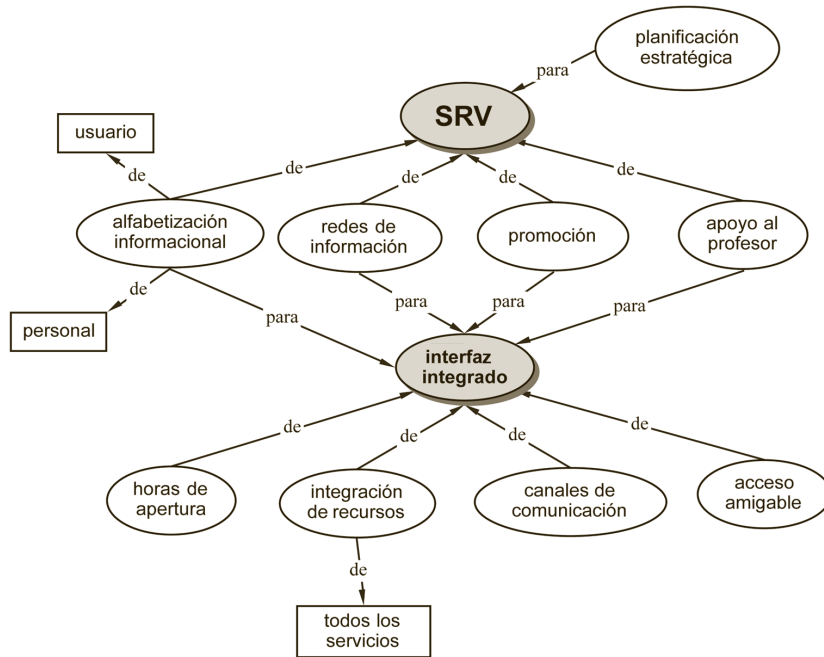 planificación
estratégica
para
SRV
usuario
de
de
de
de
de
alfabetización
informacional
redes de
información
promoción
apoyo al
profesor
de
personal
para
para
para
para
interfaz
integrado
de
de
de
de
horas de
apertura
integración
de recursos
canales de
comunicación
acceso
amigable
de
todos los
servicios